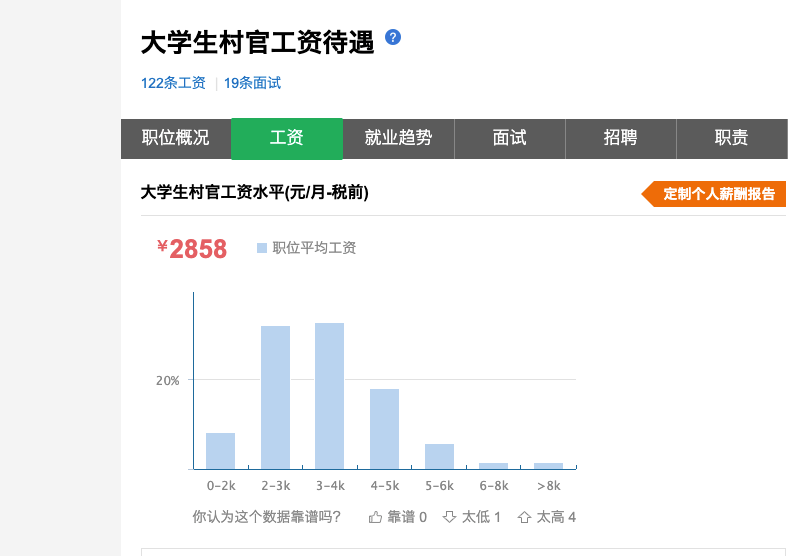 大学生村官工资待遇 ?
122条工资 | 19条面试
职位概况 工资 就业趋势 面试 招聘 职责
大学生村官工资水平(元/月-税前) 定制个人薪酬报告
¥2858 职位平均工资
20%
0-2k 2-3k 3-4k 4-5k 5-6k 6-8k >8k
你认为这个数据靠谱吗? 靠谱 0 太低 1 太高 4